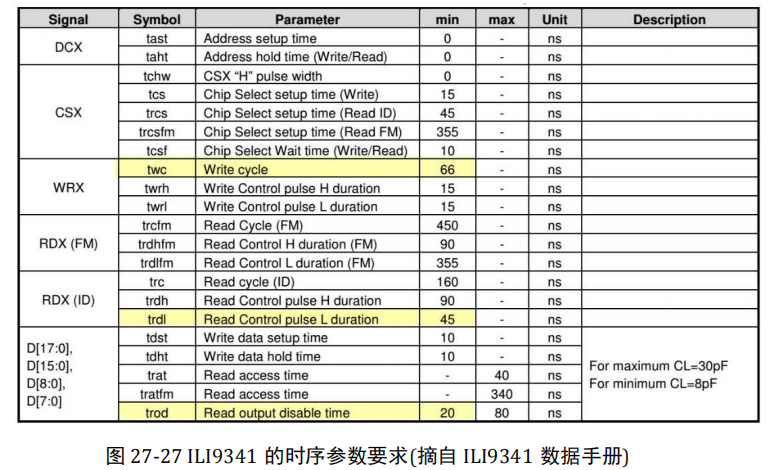 Signal Symbol Parameter min max Unit Description
DCX tast Address setup time 0 - ns
taht Address hold time (Write/Read) 0 - ns
CSX tchw CSX “H” pulse width 0 - ns
tcs Chip Select setup time (Write) 15 - ns
trcs Chip Select setup time (Read ID) 45 - ns
trcsfm Chip Select setup time (Read FM) 355 - ns
tcsf Chip Select Wait time (Write/Read) 10 - ns
WRX twc Write cycle 66 - ns
twrh Write Control pulse H duration 15 - ns
twrl Write Control pulse L duration 15 - ns
RDX (FM) trcfm Read Cycle (FM) 450 - ns
trdhfm Read Control H duration (FM) 90 - ns
trdlfm Read Control L duration (FM) 355 - ns
RDX (ID) trc Read cycle (ID) 160 - ns
trdh Read Control pulse H duration 90 - ns
trdl Read Control pulse L duration 45 - ns
D[17:0], D[15:0], D[8:0], D[7:0] tdst Write data setup time 10 - ns For maximum CL=30pF For minimum CL=8pF
tdht Write data hold time 10 - ns
trat Read access time - 40 ns
tratfm Read access time - 340 ns
trod Read output disable time 20 80 ns
图 27-27 ILI9341 的时序参数要求(摘自 ILI9341 数据手册)